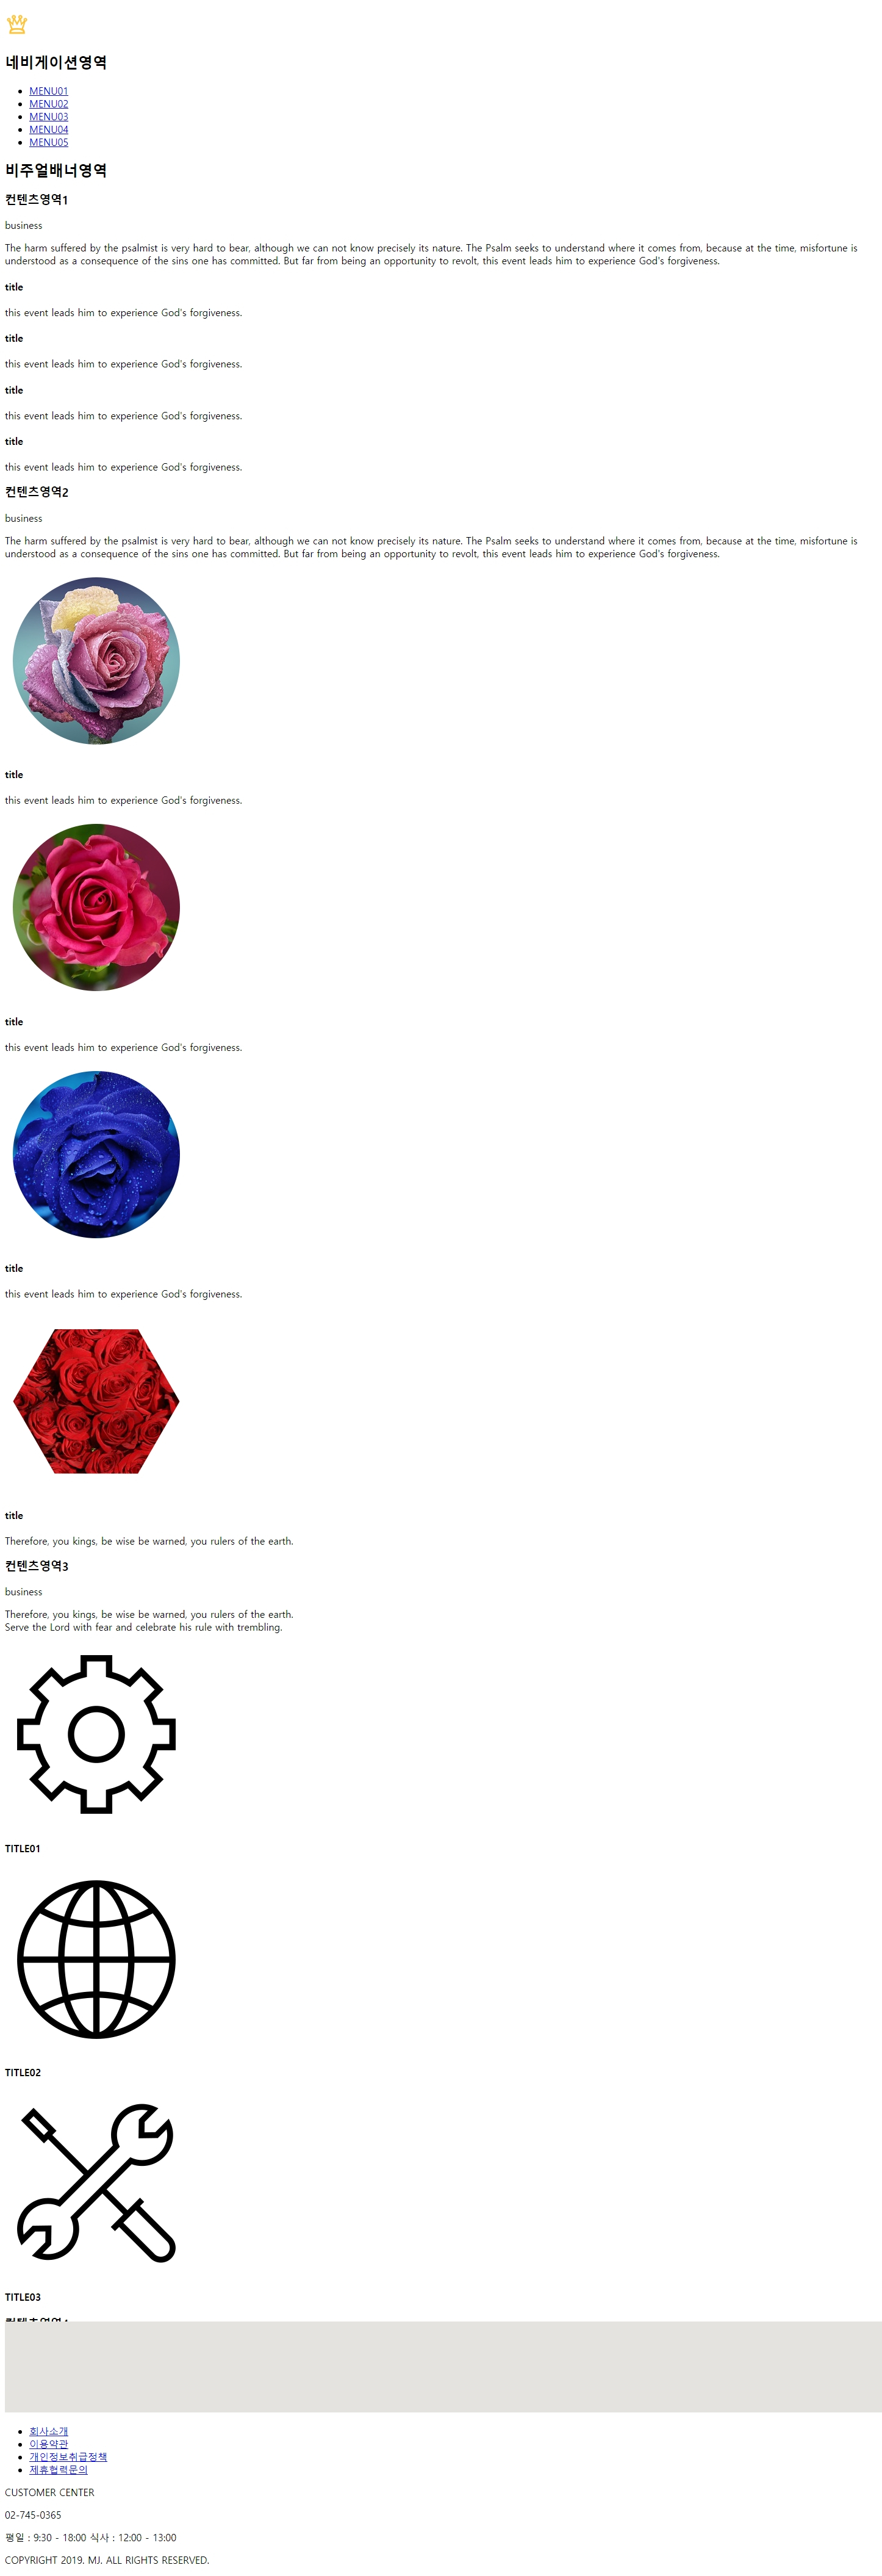 네비게이션영역
MENU01
MENU02
MENU03
MENU04
MENU05
비주얼배너영역
컨텐츠영역1
business
The harm suffered by the psalmist is very hard to bear, although we can not know precisely its nature. The Psalm seeks to understand where it comes from, because at the time, misfortune is
understood as a consequence of the sins one has committed. But far from being an opportunity to revolt, this event leads him to experience God's forgiveness.
title
this event leads him to experience God's forgiveness.
title
this event leads him to experience God's forgiveness.
title
this event leads him to experience God's forgiveness.
title
this event leads him to experience God's forgiveness.
컨텐츠영역2
business
The harm suffered by the psalmist is very hard to bear, although we can not know precisely its nature. The Psalm seeks to understand where it comes from, because at the time, misfortune is
understood as a consequence of the sins one has committed. But far from being an opportunity to revolt, this event leads him to experience God's forgiveness.
title
this event leads him to experience God's forgiveness.
title
this event leads him to experience God's forgiveness.
title
this event leads him to experience God's forgiveness.
title
Therefore, you kings, be wise be warned, you rulers of the earth.
컨텐츠영역3
business
Therefore, you kings, be wise be warned, you rulers of the earth.
Serve the Lord with fear and celebrate his rule with trembling.
TITLE01
TITLE02
TITLE03
회사소개
이용약관
개인정보취급정책
제휴협력문의
CUSTOMER CENTER
02-745-0365
평일 : 9:30 - 18:00 식사 : 12:00 - 13:00
COPYRIGHT 2019. MJ. ALL RIGHTS RESERVED.